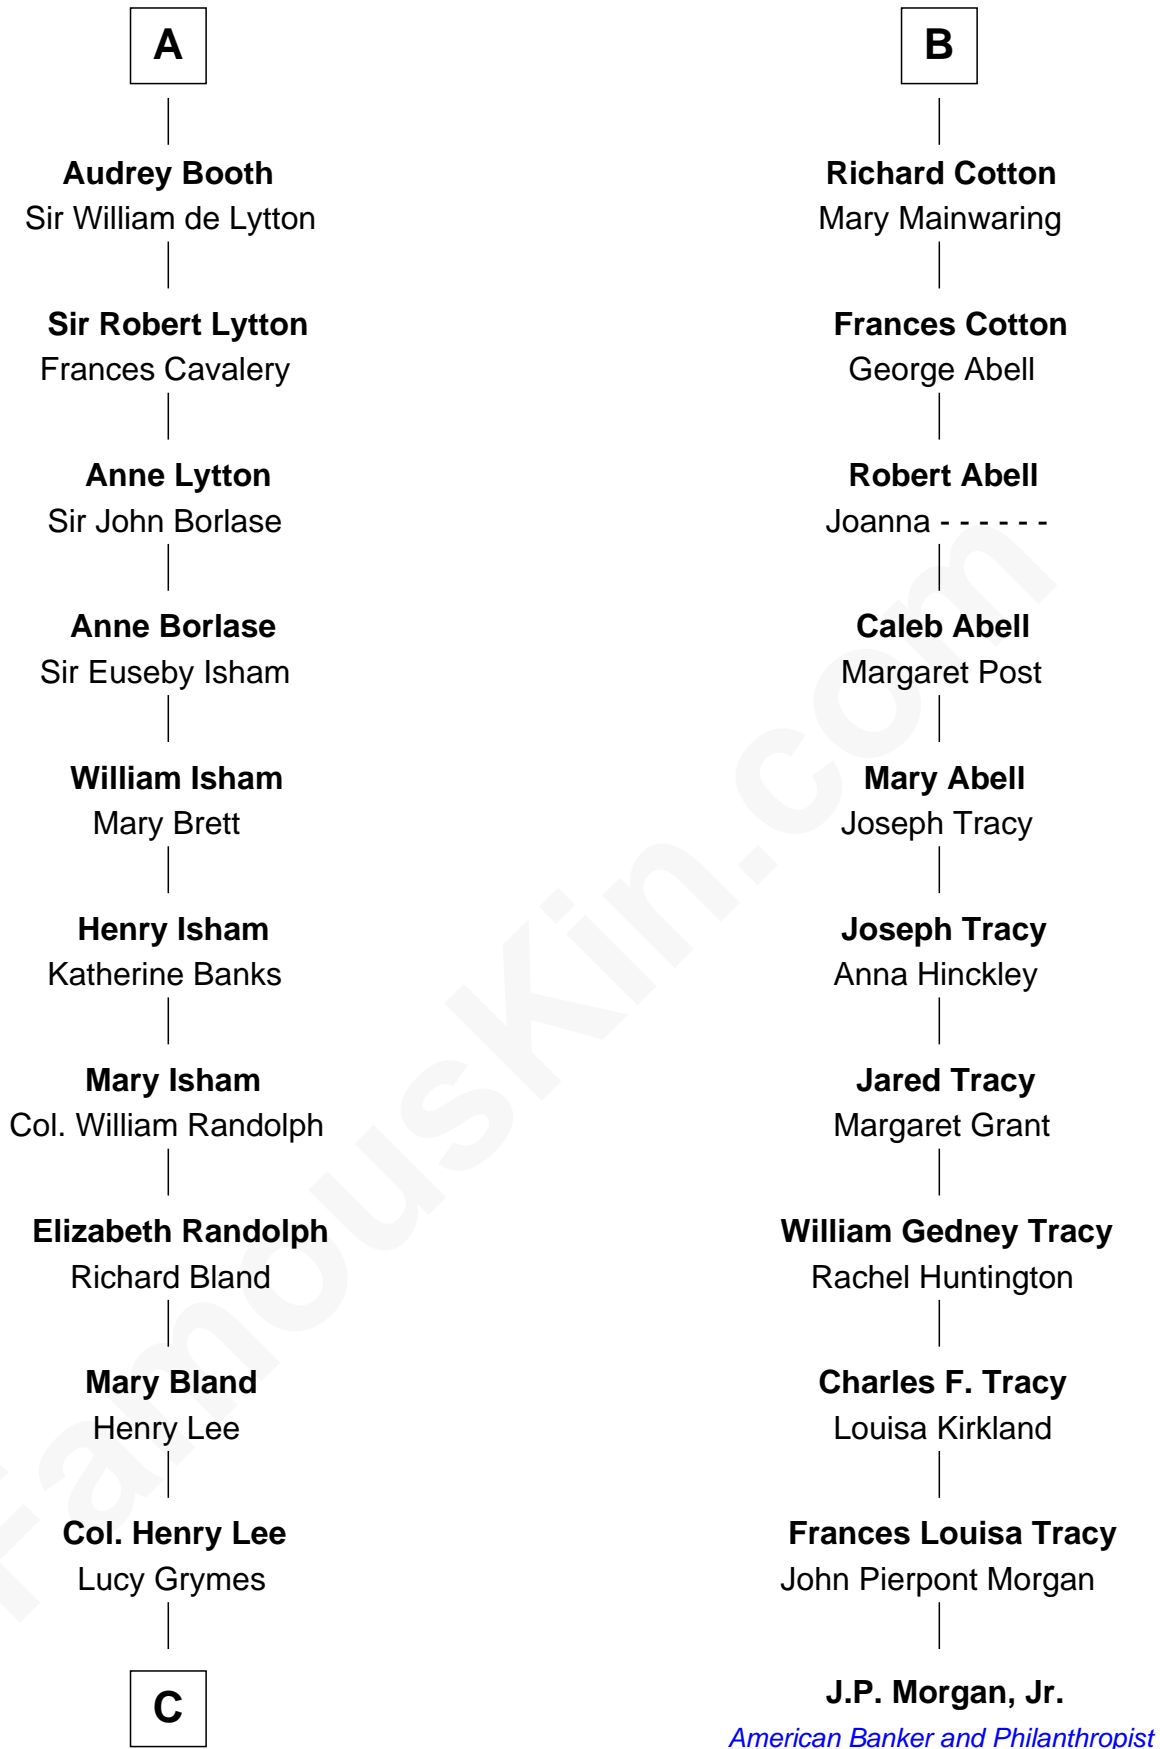 A
Audrey Booth
Sir William de Lytton
Sir Robert Lytton
Frances Cavalery
Anne Lytton
Sir John Borlase
Anne Borlase
Sir Euseby Isham
William Isham
Mary Brett
Henry Isham
Katherine Banks
Mary Isham
Col. William Randolph
Elizabeth Randolph
Richard Bland
Mary Bland
Henry Lee
Col. Henry Lee
Lucy Grymes
C
B
Richard Cotton
Mary Mainwaring
Frances Cotton
George Abell
Robert Abell
Joanna - - - - - -
Caleb Abell
Margaret Post
Mary Abell
Joseph Tracy
Joseph Tracy
Anna Hinckley
Jared Tracy
Margaret Grant
William Gedney Tracy
Rachel Huntington
Charles F. Tracy
Louisa Kirkland
Frances Louisa Tracy
John Pierpont Morgan
J.P. Morgan, Jr.
American Banker and Philanthropist
FamousKin.com